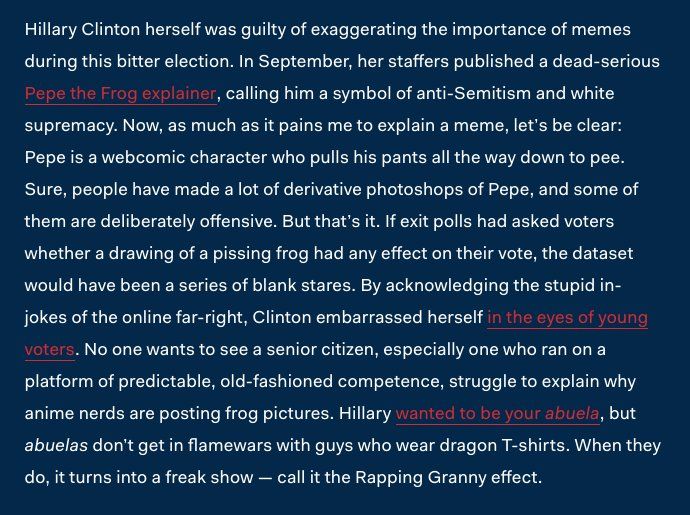 Hillary Clinton herself was guilty of exaggerating the importance of memes
during this bitter election. In September, her staffers published a dead-serious
Pepe the Frog explainer, calling him a symbol of anti-Semitism and white
supremacy. Now, as much as it pains me to explain a meme, let's be clear:
Pepe is a webcomic character who pulls his pants all the way down to pee.
Sure, people have made a lot of derivative photoshops of Pepe, and some of
them are deliberately offensive. But that's it. If exit polls had asked voters
whether a drawing of a pissing frog had any effect on their vote, the dataset
would have been a series of blank stares. By acknowledging the stupid in-
jokes of the online far-right, Clinton embarrassed herself in the eyes of young
voters. No one wants to see a senior citizen, especially one who ran on a
platform of predictable, old-fashioned competence, struggle to explain why
anime nerds are posting frog pictures. Hillary wanted to be your abuela, but
abuelas don't get in flamewars with guys who wear dragon T-shirts. When they
do, it turns into a freak show — call it the Rapping Granny effect.